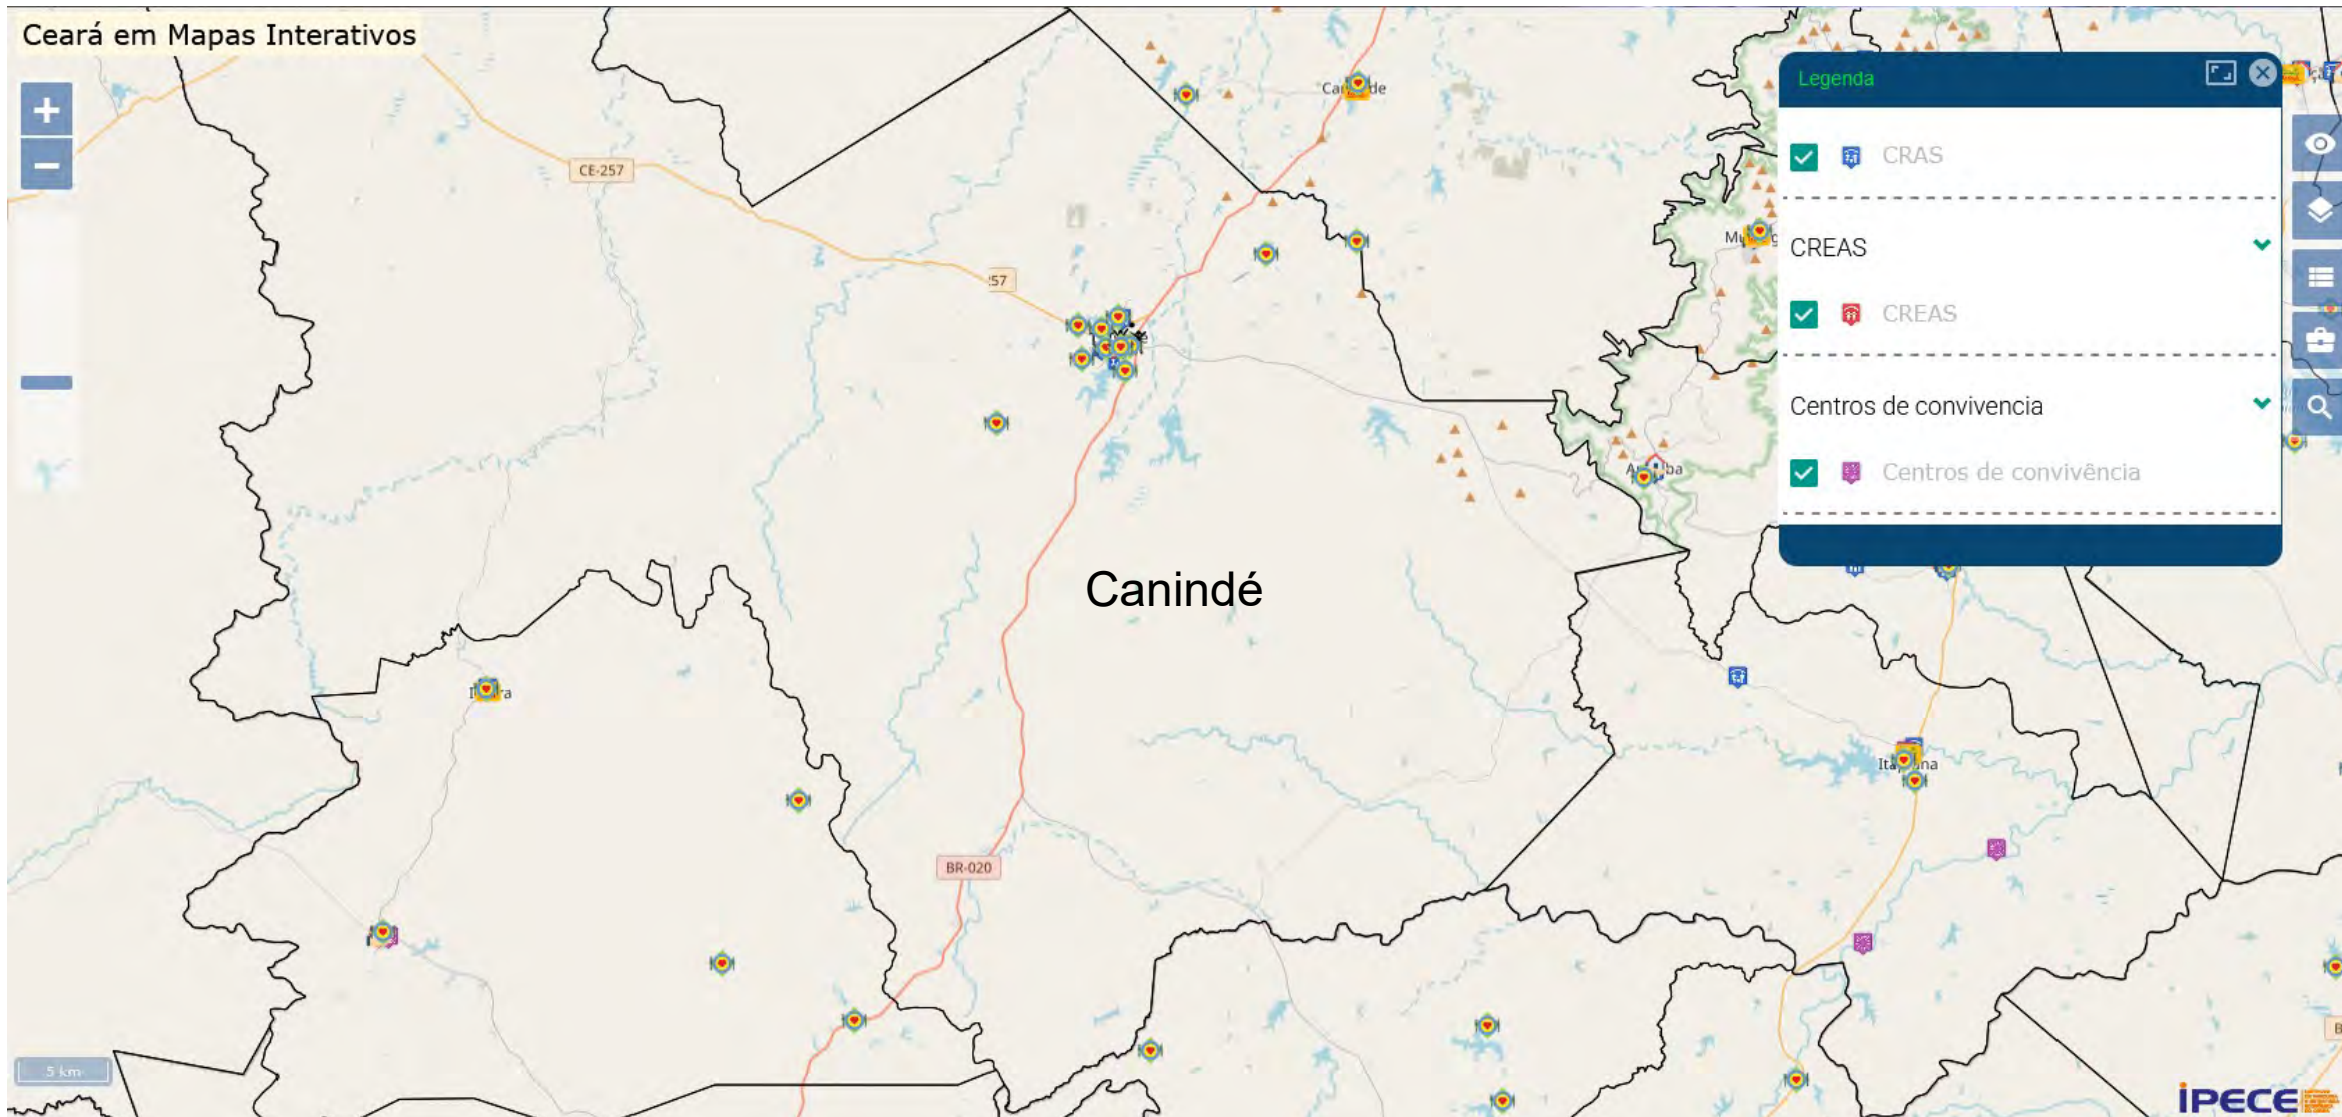 Ceará em Mapas Interativos
Legenda
CRAS
CREAS
CREAS
Centros de convivencia
Centros de convivência
CE-257
257
Canindé
BR-020
5 km
iPECE